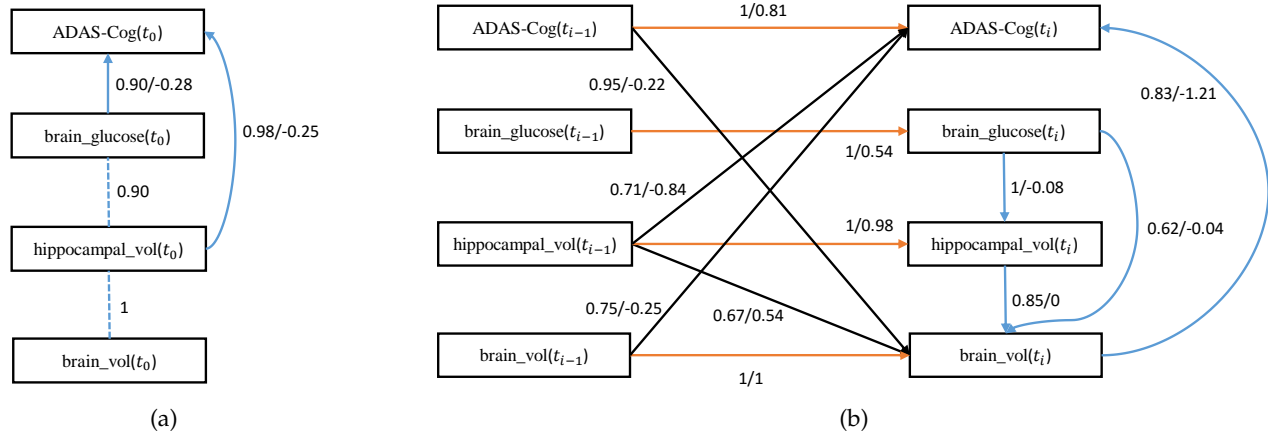 ADAS-Cog(t₀)
0.90/-0.28
brain_glucose(t₀)
0.98/-0.25
0.90
hippocampal_vol(t₀)
1
brain_vol(t₀)
(a)
1/0.81
ADAS-Cog(tᵢ₋₁)
ADAS-Cog(tᵢ)
0.95/-0.22
0.83/-1.21
brain_glucose(tᵢ₋₁)
brain_glucose(tᵢ)
1/0.54
0.71/-0.84
1/-0.08
1/0.98
0.62/-0.04
hippocampal_vol(tᵢ₋₁)
hippocampal_vol(tᵢ)
0.75/-0.25
0.67/0.54
0.85/0
brain_vol(tᵢ₋₁)
brain_vol(tᵢ)
1/1
(b)